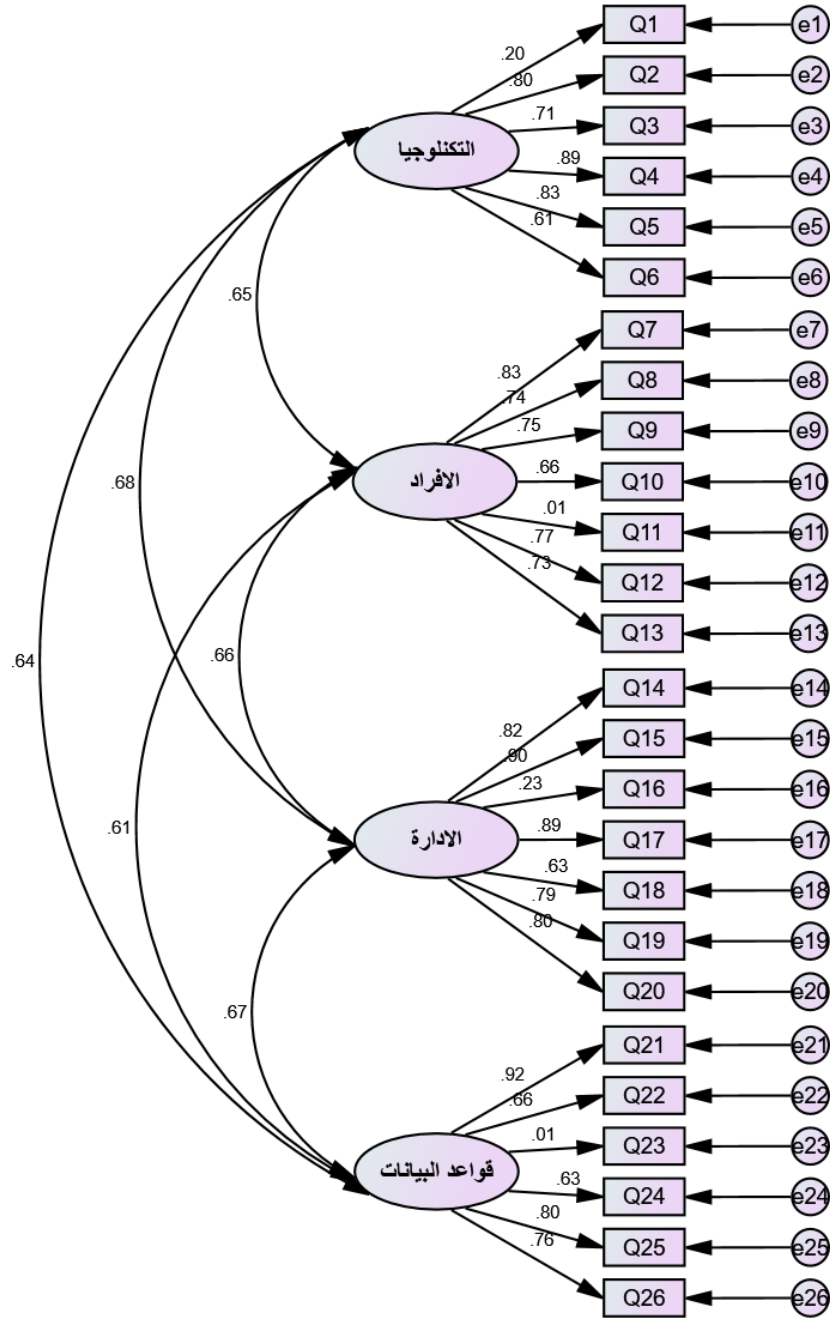 Q1
e1
.20
Q2
e2
.80
Q3
e3
.71
التكنلوجيا
Q4
e4
.89
Q5
e5
.83
Q6
e6
.61
.65
Q7
e7
.83
Q8
e8
.74
Q9
e9
.75
الافراد
Q10
e10
.66
.68
Q11
e11
.01
Q12
e12
.77
Q13
e13
.73
.66
.64
Q14
e14
.82
Q15
e15
.90
Q16
e16
.23
.61
الادارة
Q17
e17
.89
Q18
e18
.63
Q19
e19
.79
Q20
e20
.80
.67
Q21
e21
.92
Q22
e22
.66
Q23
e23
.01
قواعد البيانات
Q24
e24
.63
Q25
e25
.80
Q26
e26
.76